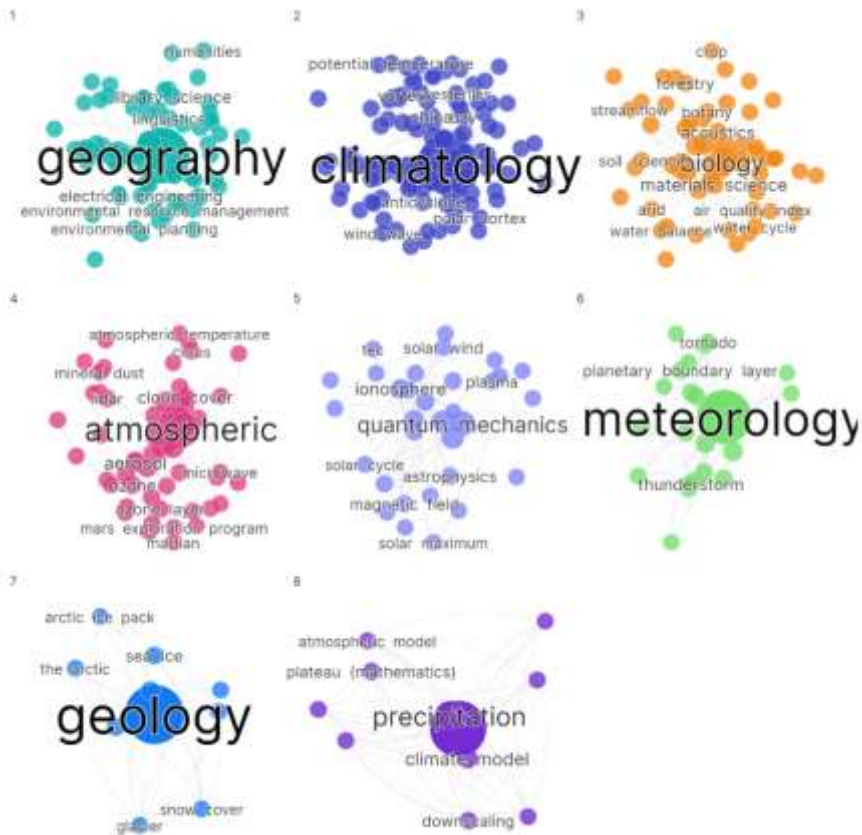 1
humanities
library science
linguistics
geography
electrical engineering
environmental resource management
environmental planning
2
potential temperature
climatology
anticyclone
polar vortex
wind wave
3
crop
forestry
streamflow
botany
acoustics
soil science
biology
materials science
arid
air quality index
water balance
water cycle
4
atmospheric temperature
cirrus
mineral dust
lidar
cloud cover
atmospheric
aerosol
microwave
ozone
ozone layer
mars exploration program
martian
5
tec
solar wind
ionosphere
plasma
quantum mechanics
solar cycle
astrophysics
magnetic field
solar maximum
6
tornado
planetary boundary layer
meteorology
thunderstorm
7
arctic ice pack
sea ice
the arctic
geology
snow cover
glacier
8
atmospheric model
plateau (mathematics)
precipitation
climate model
downscaling